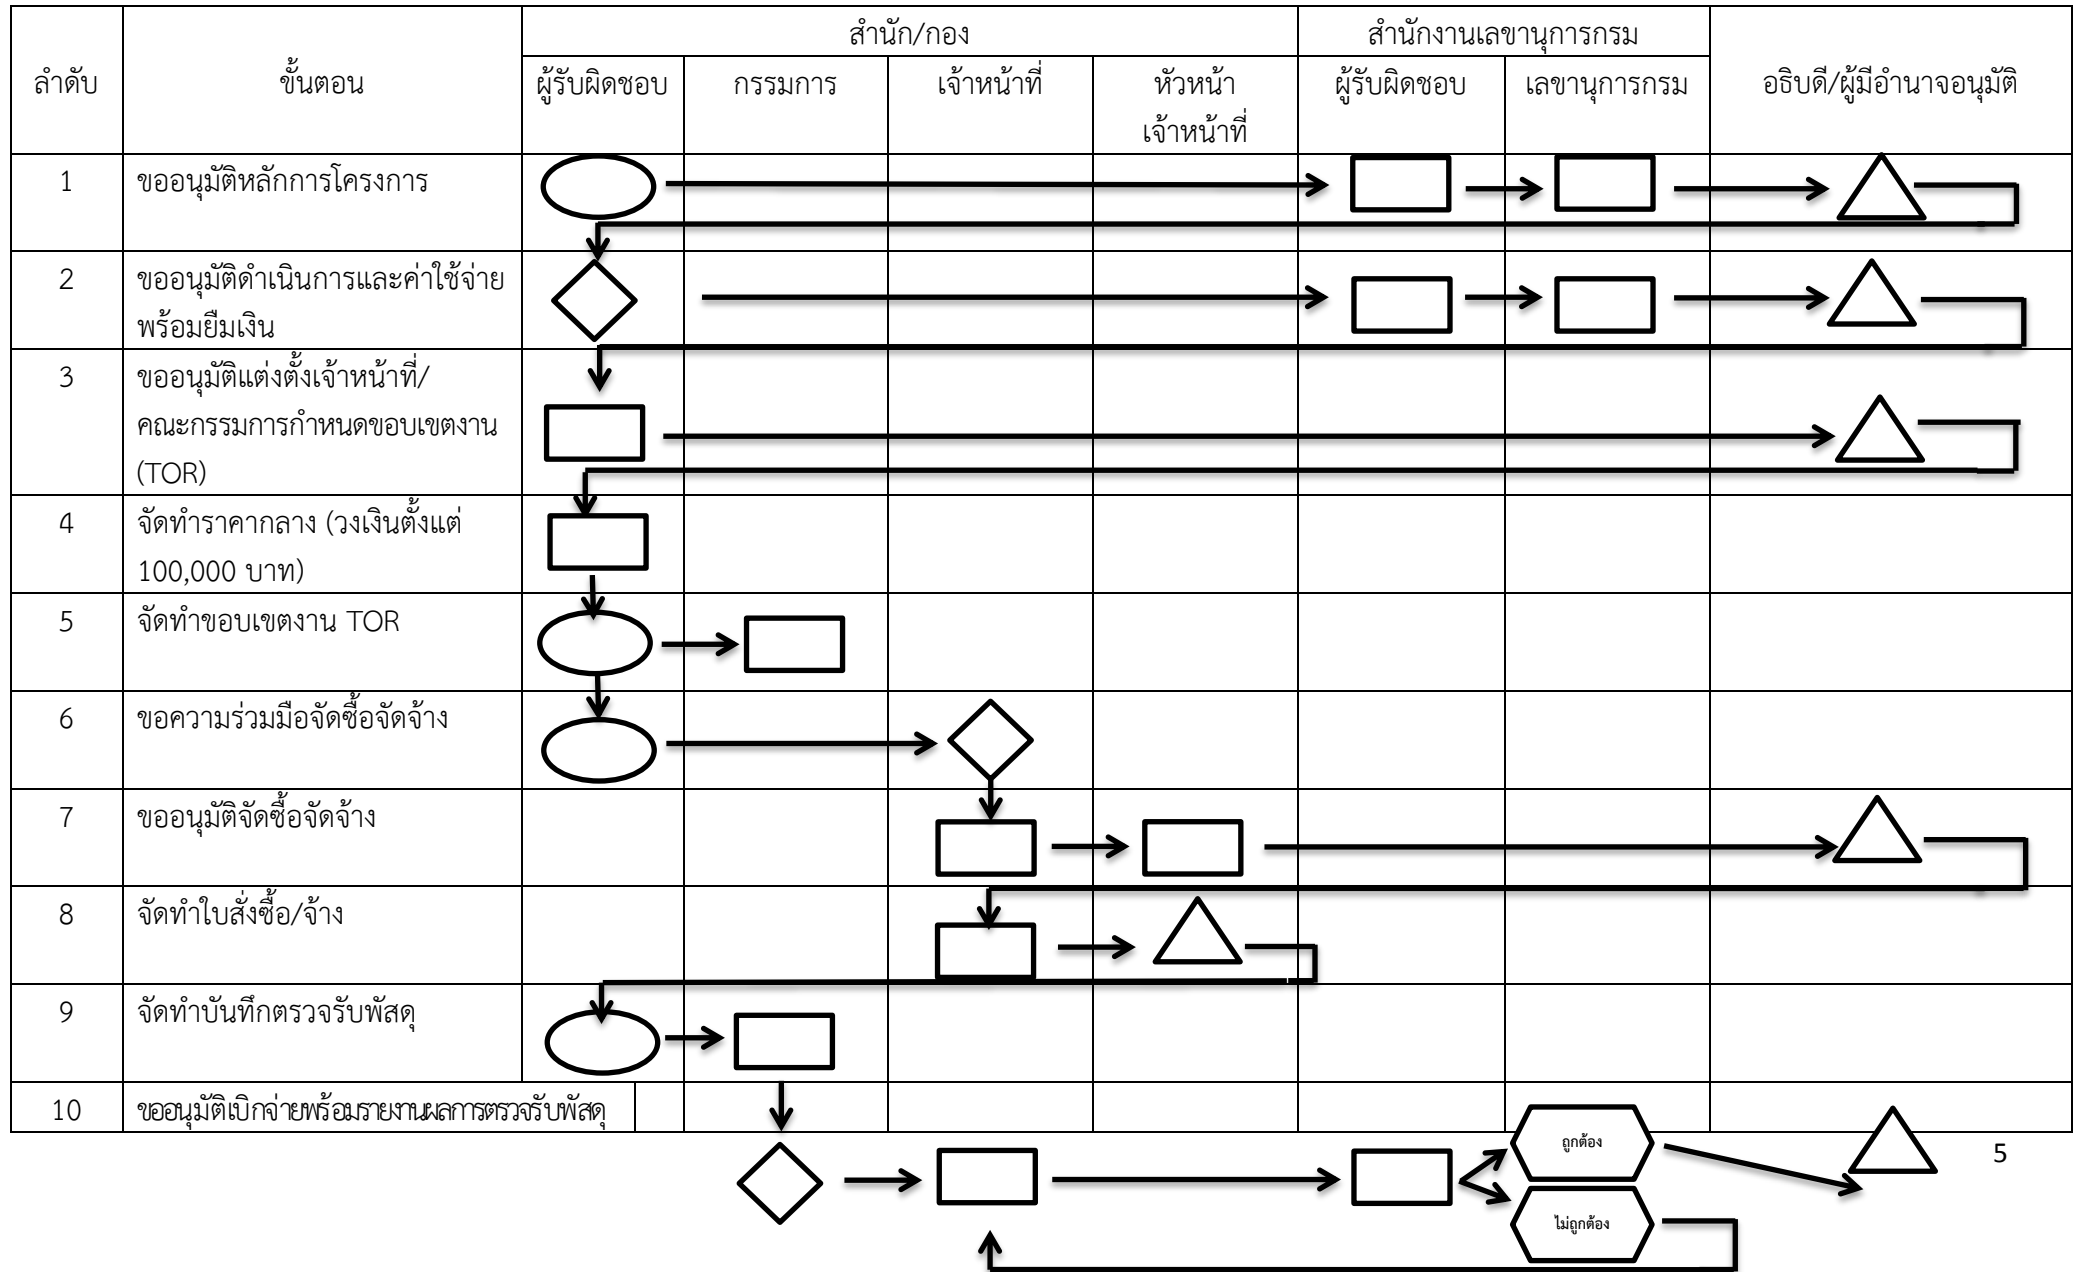 ลำดับ
ขั้นตอน
สำนัก/กอง
สำนักงานเลขานุการกรม
อธิบดี/ผู้มีอำนาจอนุมัติ
ผู้รับผิดชอบ
กรรมการ
เจ้าหน้าที่
หัวหน้า
เจ้าหน้าที่
ผู้รับผิดชอบ
เลขานุการกรม
1
ขออนุมัติหลักการโครงการ
2
ขออนุมัติดำเนินการและค่าใช้จ่าย
พร้อมยืมเงิน
3
ขออนุมัติแต่งตั้งเจ้าหน้าที่/
คณะกรรมการกำหนดขอบเขตงาน
(TOR)
4
จัดทำราคากลาง (วงเงินตั้งแต่
100,000 บาท)
5
จัดทำขอบเขตงาน TOR
6
ขอความร่วมมือจัดซื้อจัดจ้าง
7
ขออนุมัติจัดซื้อจัดจ้าง
8
จัดทำใบสั่งซื้อ/จ้าง
9
จัดทำบันทึกตรวจรับพัสดุ
10
ขออนุมัติเบิกจ่ายพร้อมรายงานผลการตรวจรับพัสดุ
ถูกต้อง
5
ไม่ถูกต้อง